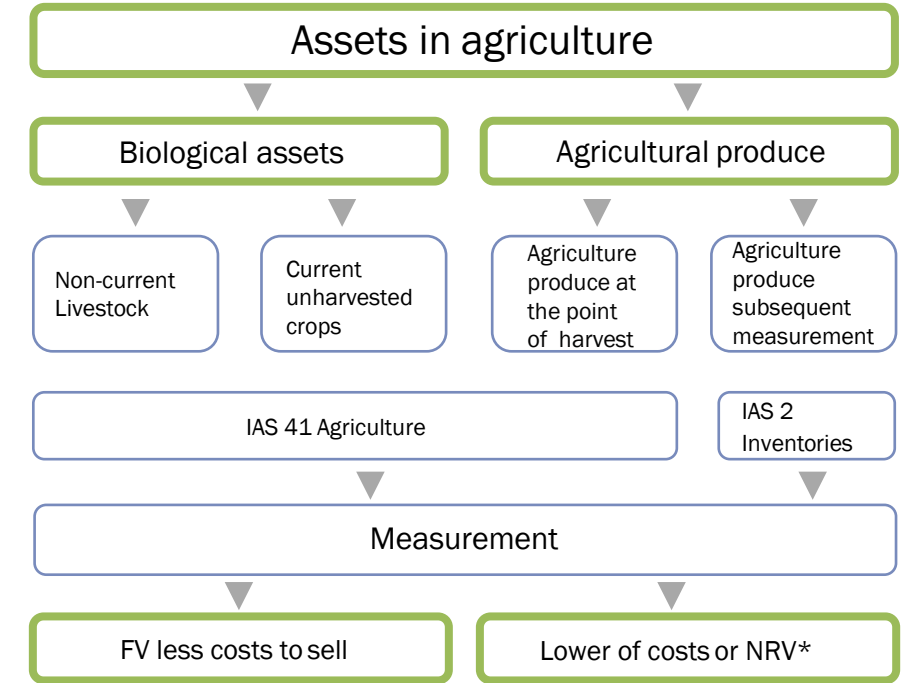 Assets in agriculture
Biological assets
Agricultural produce
Non-current
Livestock
Current
unharvested
crops
Agriculture
produce at
the point
of harvest
Agriculture
produce
subsequent
measurement
IAS 41 Agriculture
IAS 2
Inventories
Measurement
FV less costs to sell
Lower of costs or NRV*